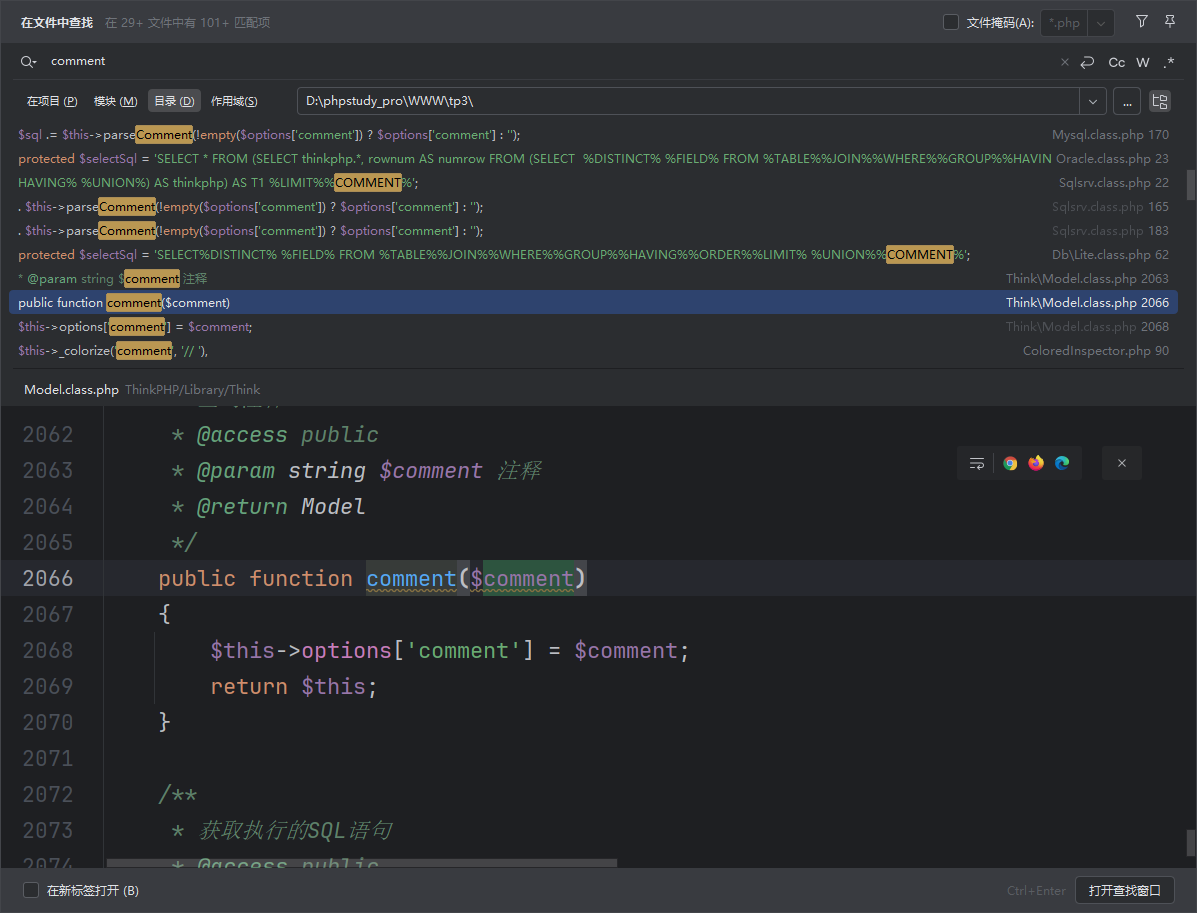 在文件中查找 在 29+ 文件中有 101+ 匹配项 文件掩码(A): *.php
comment Cc W .*
在项目 (P) 模块 (M) 目录 (D) 作用域(S) D:\phpstudy_pro\WWW\tp3\ ...
$sql .= $this->parseComment(!empty($options['comment']) ? $options['comment'] : ''); Mysql.class.php 170
protected $selectSql = 'SELECT * FROM (SELECT thinkphp.*, rownum AS numrow FROM (SELECT  %DISTINCT% %FIELD% FROM %TABLE%%JOIN%%WHERE%%GROUP%%HAVIN Oracle.class.php 23
HAVING% %UNION%) AS thinkphp) AS T1 %LIMIT%%COMMENT%'; Sqlsrv.class.php 22
. $this->parseComment(!empty($options['comment']) ? $options['comment'] : ''); Sqlsrv.class.php 165
. $this->parseComment(!empty($options['comment']) ? $options['comment'] : ''); Sqlsrv.class.php 183
protected $selectSql = 'SELECT%DISTINCT% %FIELD% FROM %TABLE%%JOIN%%WHERE%%GROUP%%HAVING%%ORDER%%LIMIT% %UNION%%COMMENT%'; Db\Lite.class.php 62
* @param string $comment 注释 Think\Model.class.php 2063
public function comment($comment) Think\Model.class.php 2066
$this->options['comment'] = $comment; Think\Model.class.php 2068
$this->_colorize('comment', '// '), ColoredInspector.php 90
Model.class.php ThinkPHP/Library/Think
2062 * @access public
2063 * @param string $comment 注释
2064 * @return Model
2065 */
2066 public function comment($comment)
2067 {
2068 $this->options['comment'] = $comment;
2069 return $this;
2070 }
2071
2072 /**
2073 * 获取执行的SQL语句
2074 * @access public
在新标签打开 (B) Ctrl+Enter 打开查找窗口